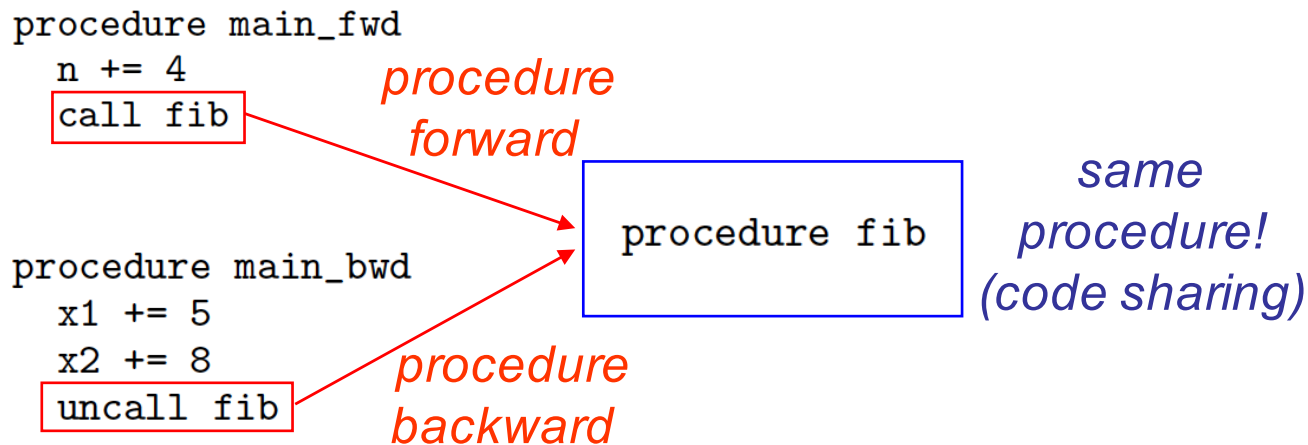 procedure main_fwd
n += 4
call fib
procedure
forward
procedure fib
same
procedure!
(code sharing)
procedure main_bwd
x1 += 5
x2 += 8
uncall fib
procedure
backward